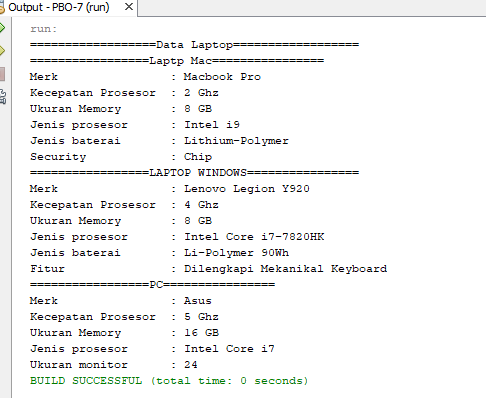 Output - PBO-7 (run)
run:
==================Data Laptop==================
=================Laptp Mac================
Merk : Macbook Pro
Kecepatan Prosesor : 2 Ghz
Ukuran Memory : 8 GB
Jenis prosesor : Intel i9
Jenis baterai : Lithium-Polymer
Security : Chip
=================LAPTOP WINDOWS================
Merk : Lenovo Legion Y920
Kecepatan Prosesor : 4 Ghz
Ukuran Memory : 8 GB
Jenis prosesor : Intel Core i7-7820HK
Jenis baterai : Li-Polymer 90Wh
Fitur : Dilengkapi Mekanikal Keyboard
=================PC================
Merk : Asus
Kecepatan Prosesor : 5 Ghz
Ukuran Memory : 16 GB
Jenis prosesor : Intel Core i7
Ukuran monitor : 24
BUILD SUCCESSFUL (total time: 0 seconds)